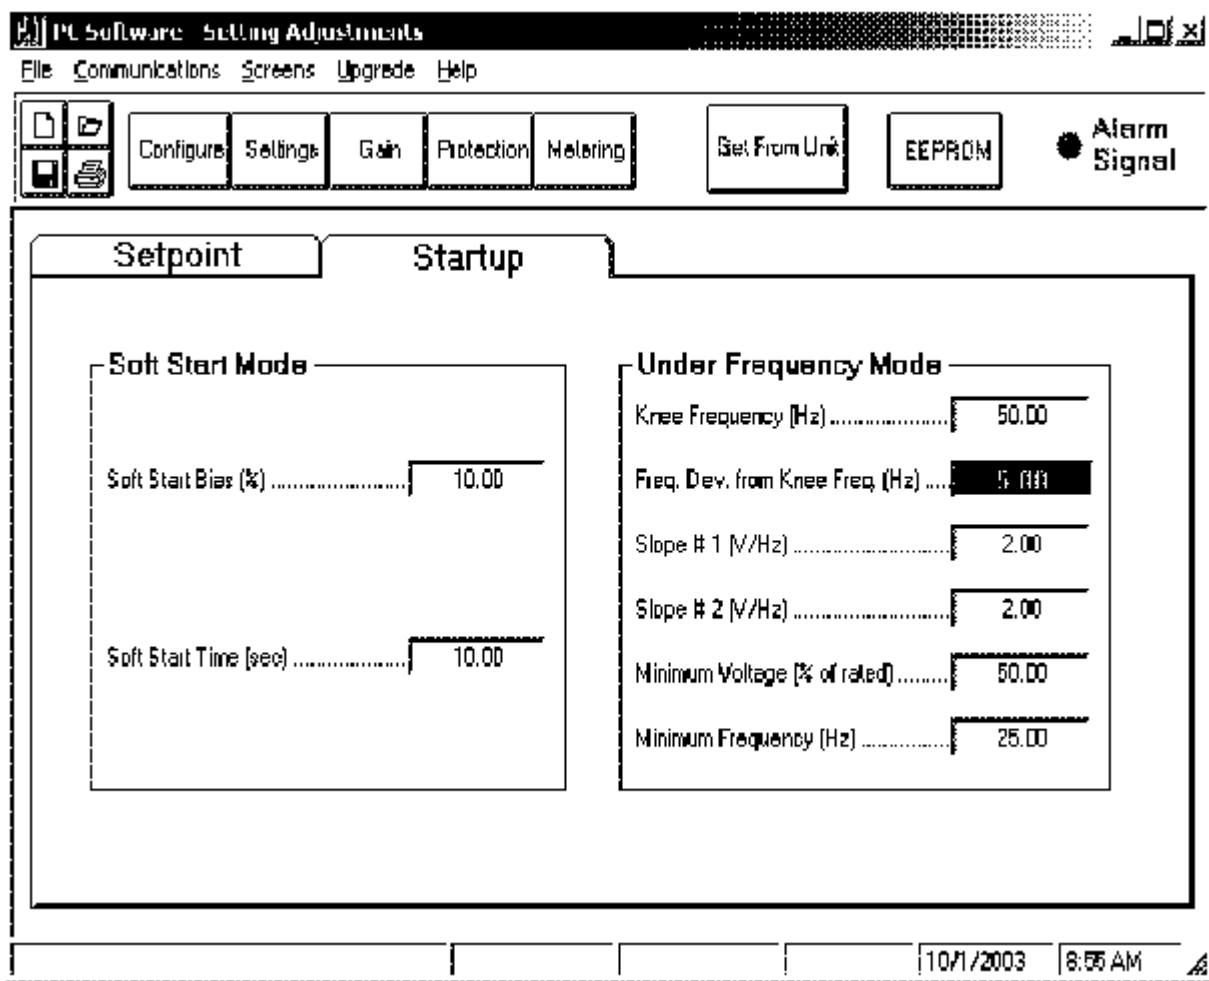 PC Software - Setting Adjustments
File Communications Screens Upgrade Help
Configure Settings Gain Protection Metering Get From Unit EEPROM Alarm Signal
Setpoint Startup
Soft Start Mode
Soft Start Bias (%) ........................ 10.00
Soft Start Time (sec) .................... 10.00
Under Frequency Mode
Knee Frequency (Hz) ..................... 50.00
Freq. Dev. from Knee Freq. (Hz) ..... 5.00
Slope # 1 (V/Hz) ........................... 2.00
Slope # 2 (V/Hz) ........................... 2.00
Minimum Voltage (% of rated) ......... 50.00
Minimum Frequency (Hz) ................ 25.00
10/1/2003 8:55 AM